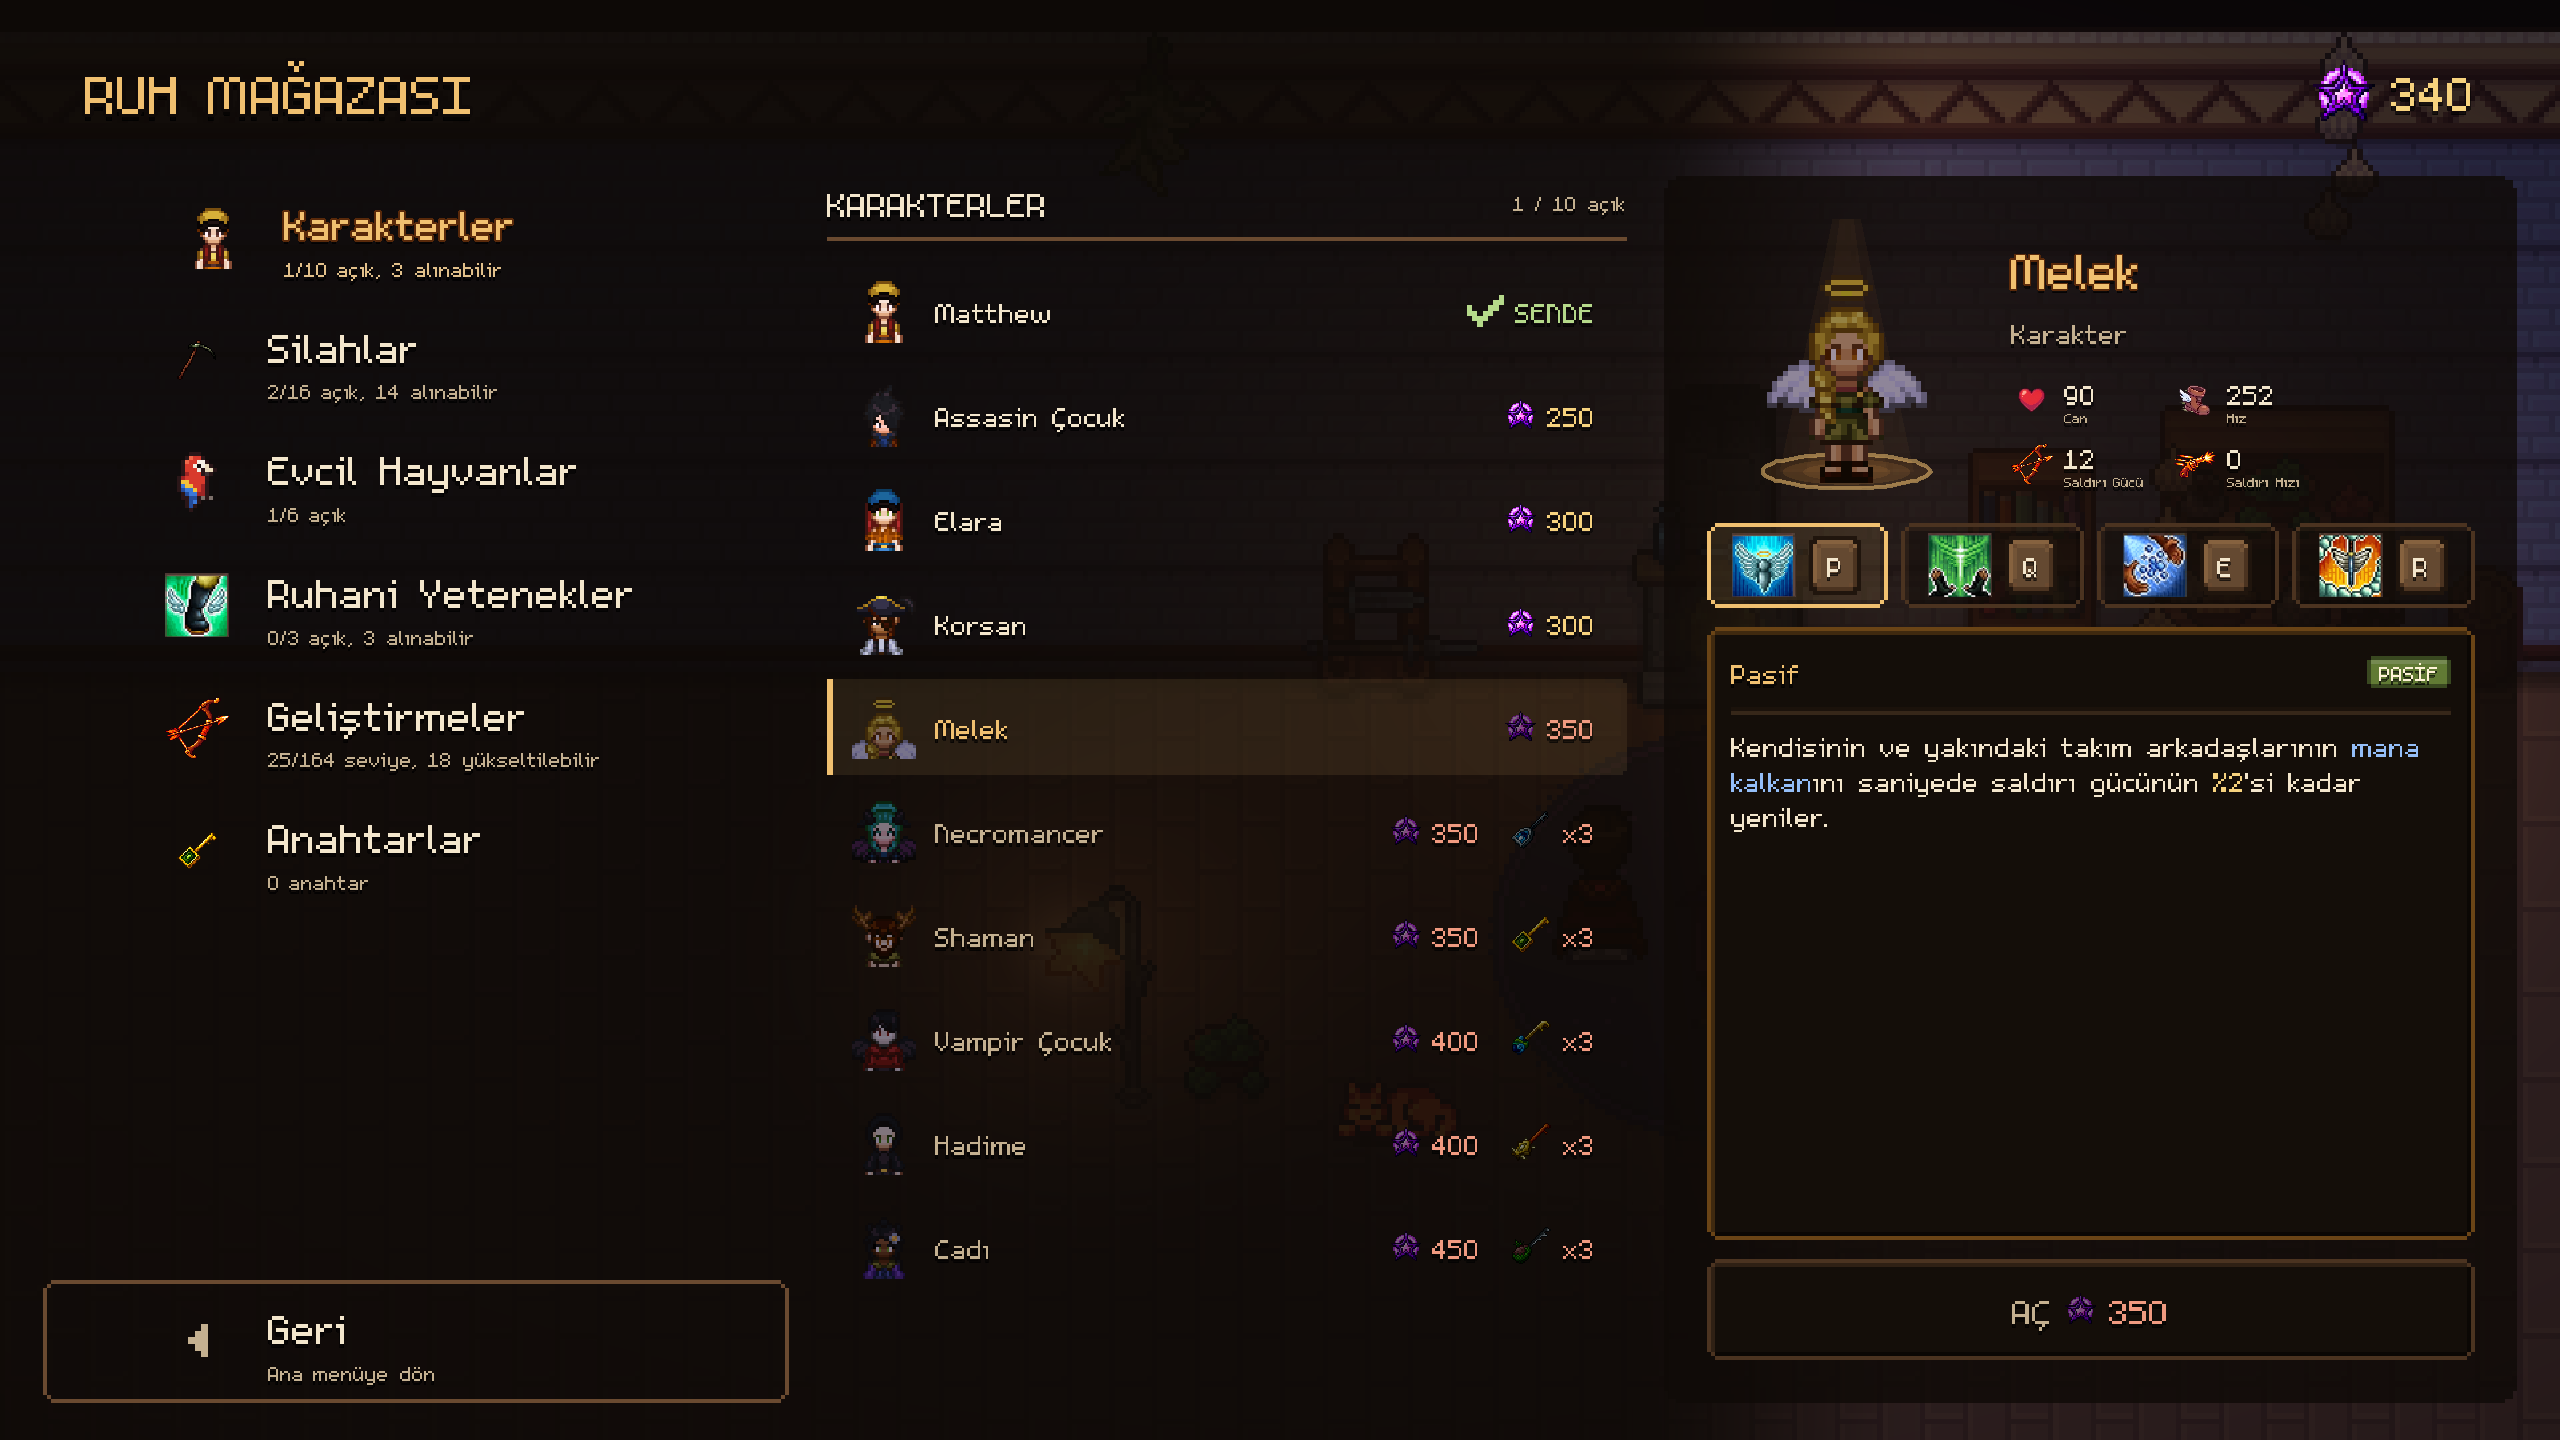 RUH MAĞAZASI
340
Karakterler
1/10 açık, 3 alınabilir
Silahlar
2/16 açık, 14 alınabilir
Evcil Hayvanlar
1/6 açık
Ruhani Yetenekler
0/3 açık, 3 alınabilir
Geliştirmeler
25/164 seviye, 18 yükseltilebilir
Anahtarlar
0 anahtar
Geri
Ana menüye dön
KARAKTERLER
1 / 10 açık
Matthew SENDE
Assasin Çocuk 250
Elara 300
Korsan 300
Melek 350
Necromancer 350 x3
Shaman 350 x3
Vampir Çocuk 400 x3
Hadime 400 x3
Cadı 450 x3
Melek
Karakter
90 252
Can Hız
12 0
Saldırı Gücü Saldırı Hızı
P Q E R
Pasif PASİF
Kendisinin ve yakındaki takım arkadaşlarının mana
kalkanını saniyede saldırı gücünün %2'si kadar
yeniler.
AÇ 350